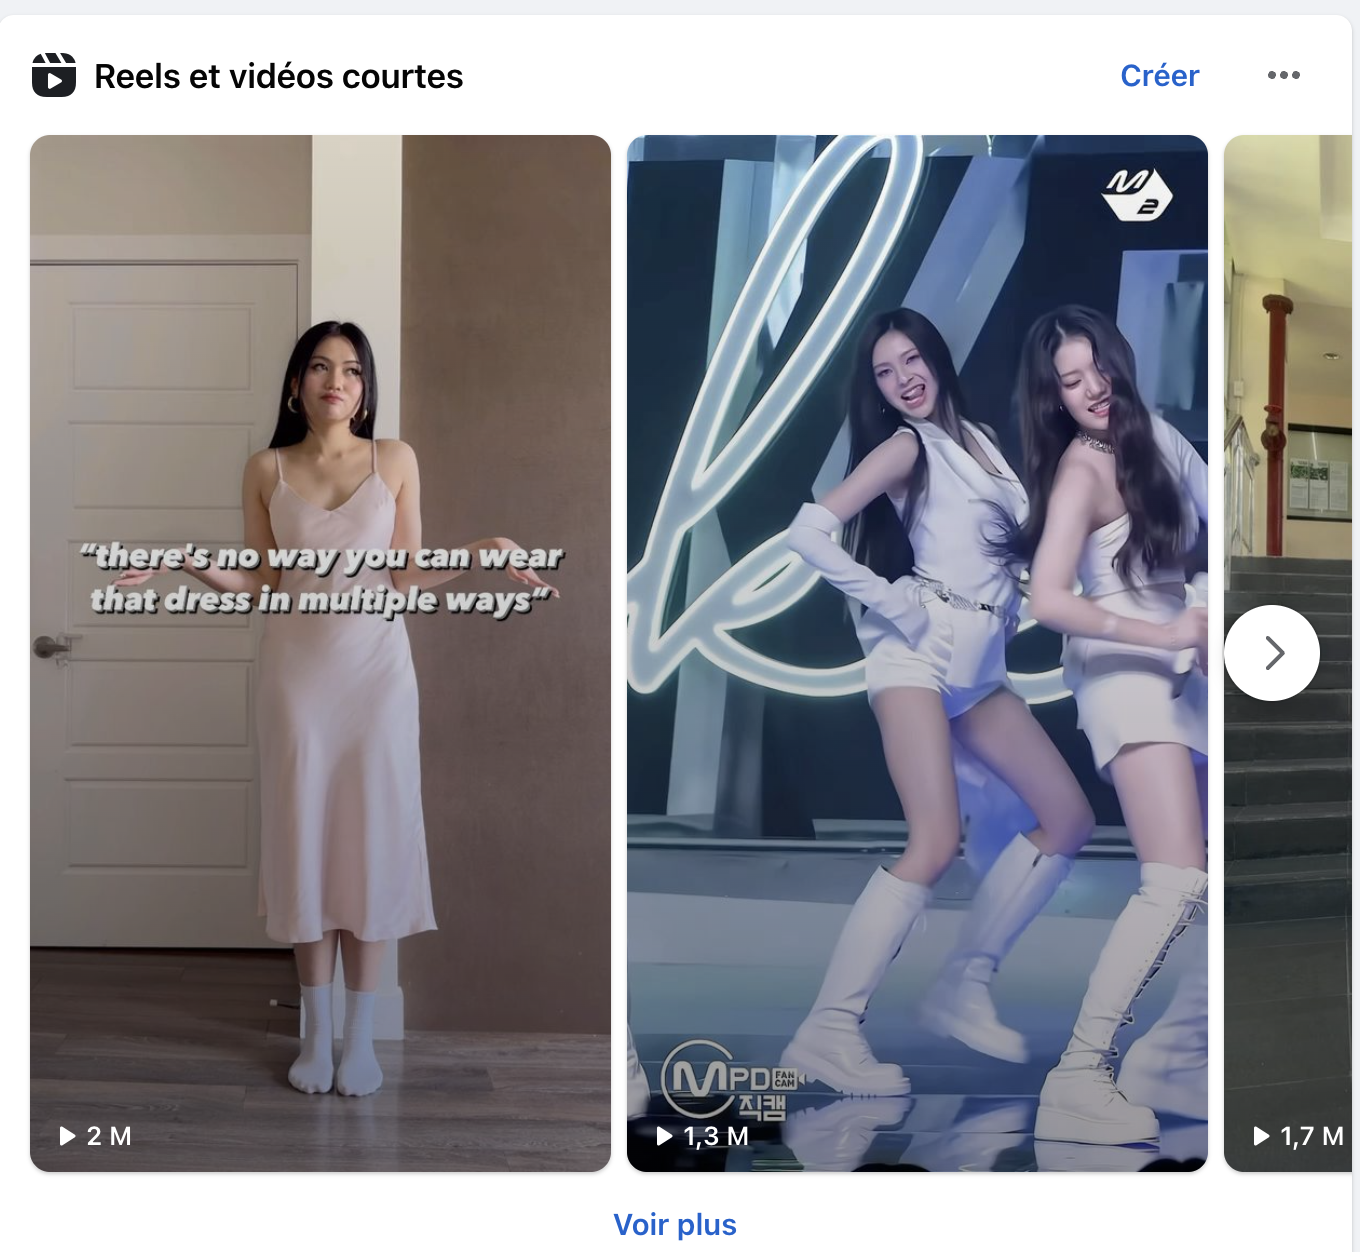 Reels et vidéos courtes
Créer
“there's no way you can wear
that dress in multiple ways”
2 M
M2
MPD FAN CAM
직캠
1,3 M
1,7 M
Voir plus